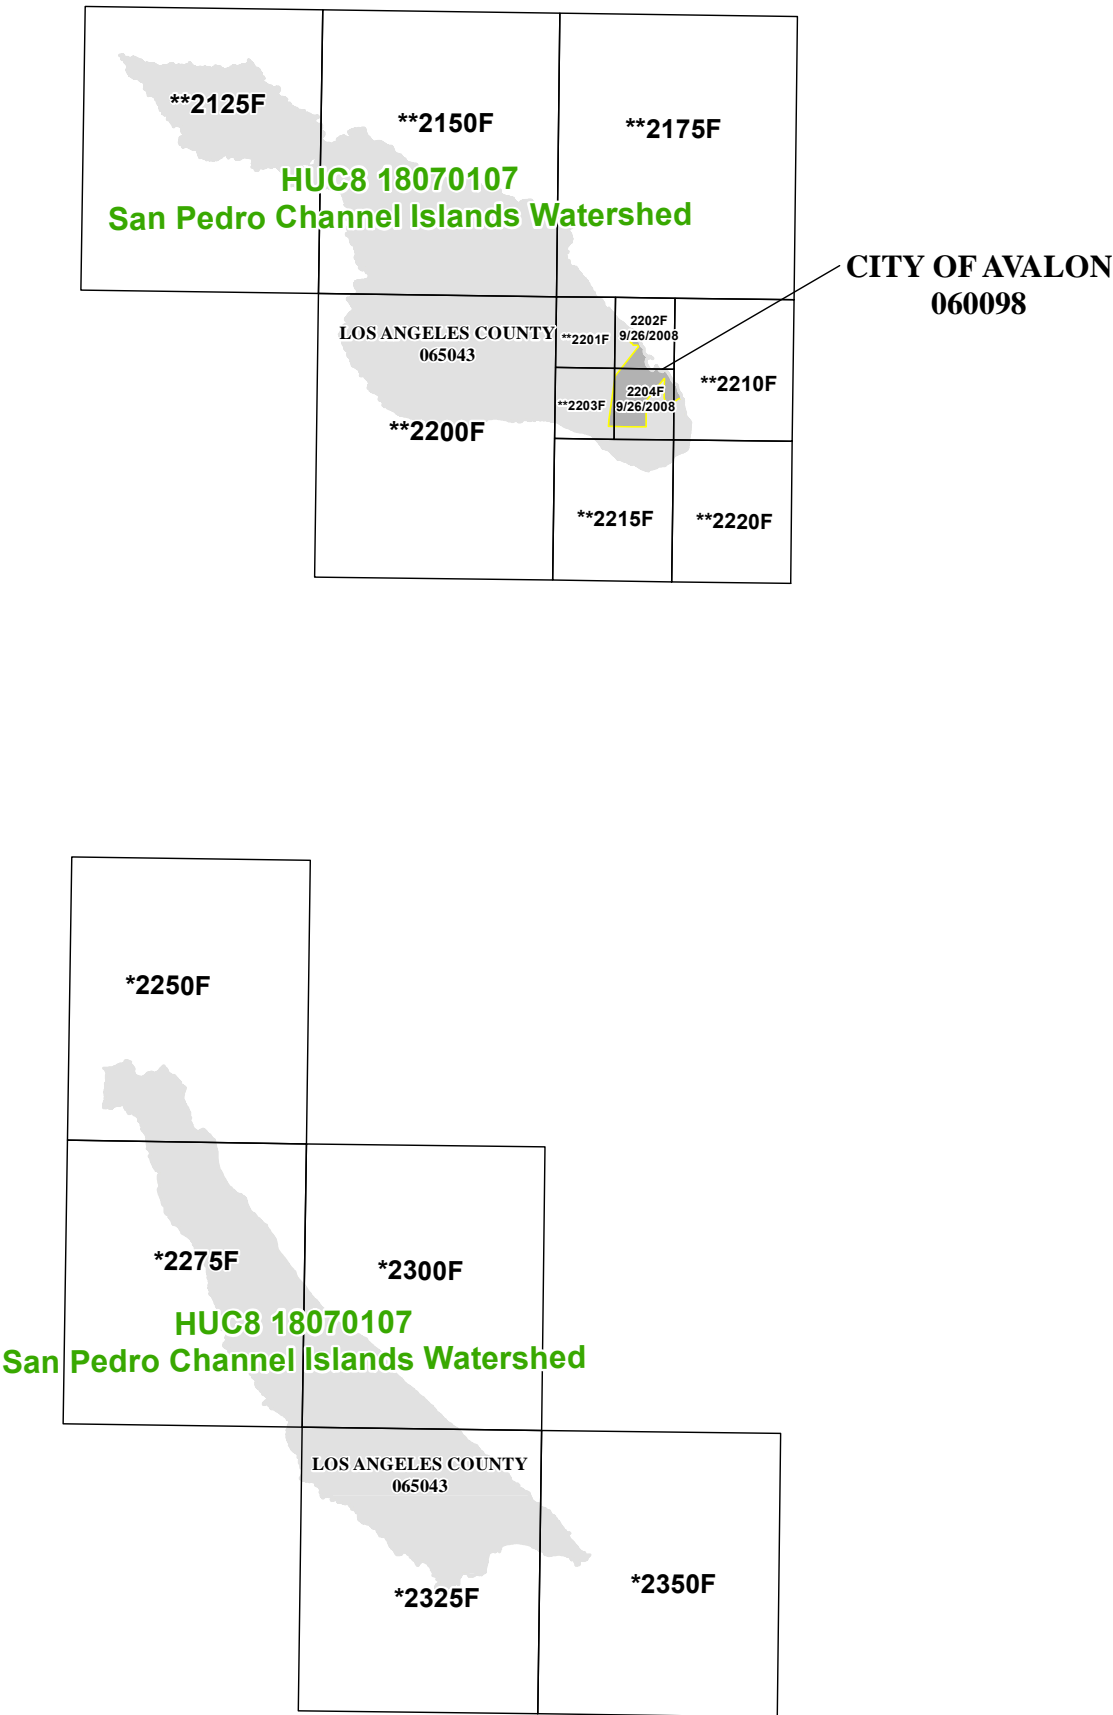 **2125F
**2150F
**2175F
HUC8 18070107
San Pedro Channel Islands Watershed
CITY OF AVALON
060098
LOS ANGELES COUNTY
065043
**2201F
2202F
9/26/2008
**2203F
2204F
9/26/2008
**2210F
**2200F
**2215F
**2220F
*2250F
*2275F
*2300F
HUC8 18070107
San Pedro Channel Islands Watershed
LOS ANGELES COUNTY
065043
*2325F
*2350F